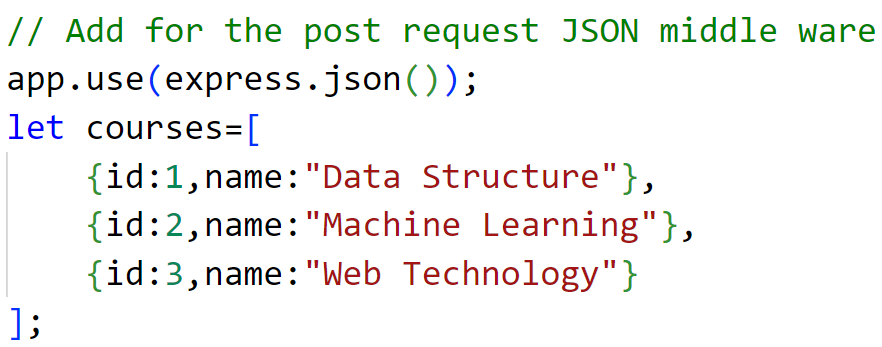 // Add for the post request JSON middle ware
app.use(express.json());
let courses=[
    {id:1,name:"Data Structure"},
    {id:2,name:"Machine Learning"},
    {id:3,name:"Web Technology"}
];